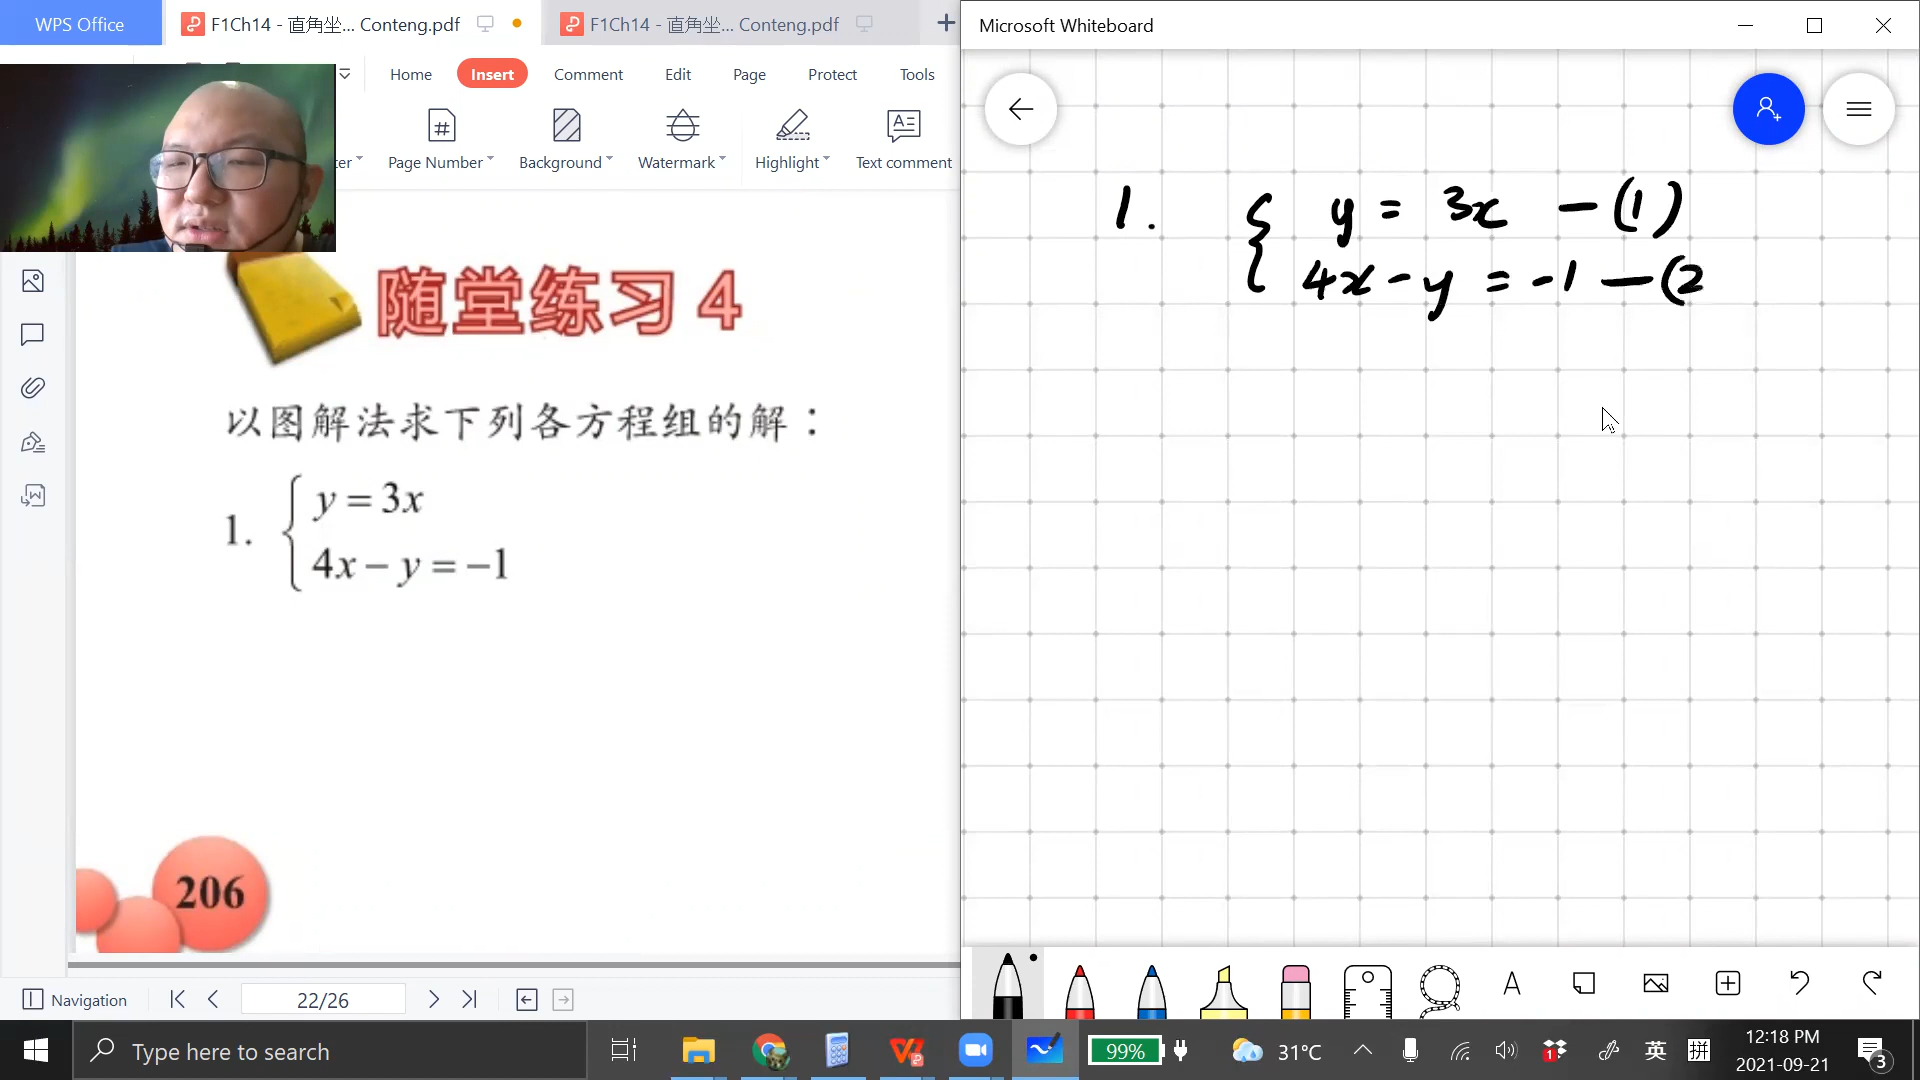 WPS Office
F1Ch14 - 直角坐... Conteng.pdf
F1Ch14 - 直角坐... Conteng.pdf
Microsoft Whiteboard
Home
Insert
Comment
Edit
Page
Protect
Tools
Page Number
Background
Watermark
Highlight
Text comment
随堂练习 4
以图解法求下列各方程组的解：
1. { y = 3x
4x − y = −1
206
1. { y = 3x − (1)
4x − y = -1 − (2
Navigation
22/26
Type here to search
99%
31°C
1
英
拼
12:18 PM
2021-09-21
3